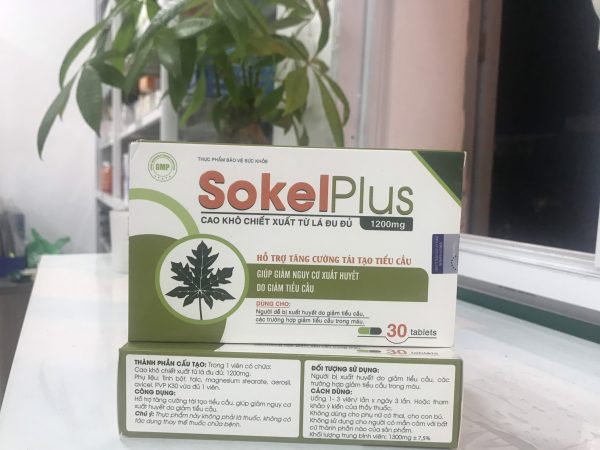 THỰC PHẨM BẢO VỆ SỨC KHỎE
GMP
SokelPlus
CAO KHÔ CHIẾT XUẤT TỪ LÁ ĐU ĐỦ 1200mg
HỖ TRỢ TĂNG CƯỜNG TÁI TẠO TIỂU CẦU
GIÚP GIẢM NGUY CƠ XUẤT HUYẾT
DO GIẢM TIỂU CẦU
DÙNG CHO:
Người dễ bị xuất huyết do giảm tiểu cầu,
các trường hợp giảm tiểu cầu trong máu.
30 tablets
THÀNH PHẦN CẤU TẠO: Trong 1 viên có chứa:
Cao khô chiết xuất từ lá đu đủ: 1200mg.
Phụ liệu: Tinh bột, talc, magnesium stearate, aerosil,
avicel, PVP K30 vừa đủ 1 viên.
CÔNG DỤNG:
Hỗ trợ tăng cường tái tạo tiểu cầu, giúp giảm nguy cơ
xuất huyết do giảm tiểu cầu.
Chú ý: Thực phẩm này không phải là thuốc, không có
tác dụng thay thế thuốc chữa bệnh.
ĐỐI TƯỢNG SỬ DỤNG:
Người bị xuất huyết do giảm tiểu cầu, các
trường hợp giảm tiểu cầu trong máu.
CÁCH DÙNG:
Uống 1- 3 viên/ lần x ngày 3 lần. Hoặc tham
khảo ý kiến của thầy thuốc.
Không dùng cho phụ nữ có thai, cho con bú.
Không sử dụng cho người có mẫn cảm với bất
cứ thành phần nào của sản phẩm.
Khối lượng trung bình viên: 1300mg ± 7,5%